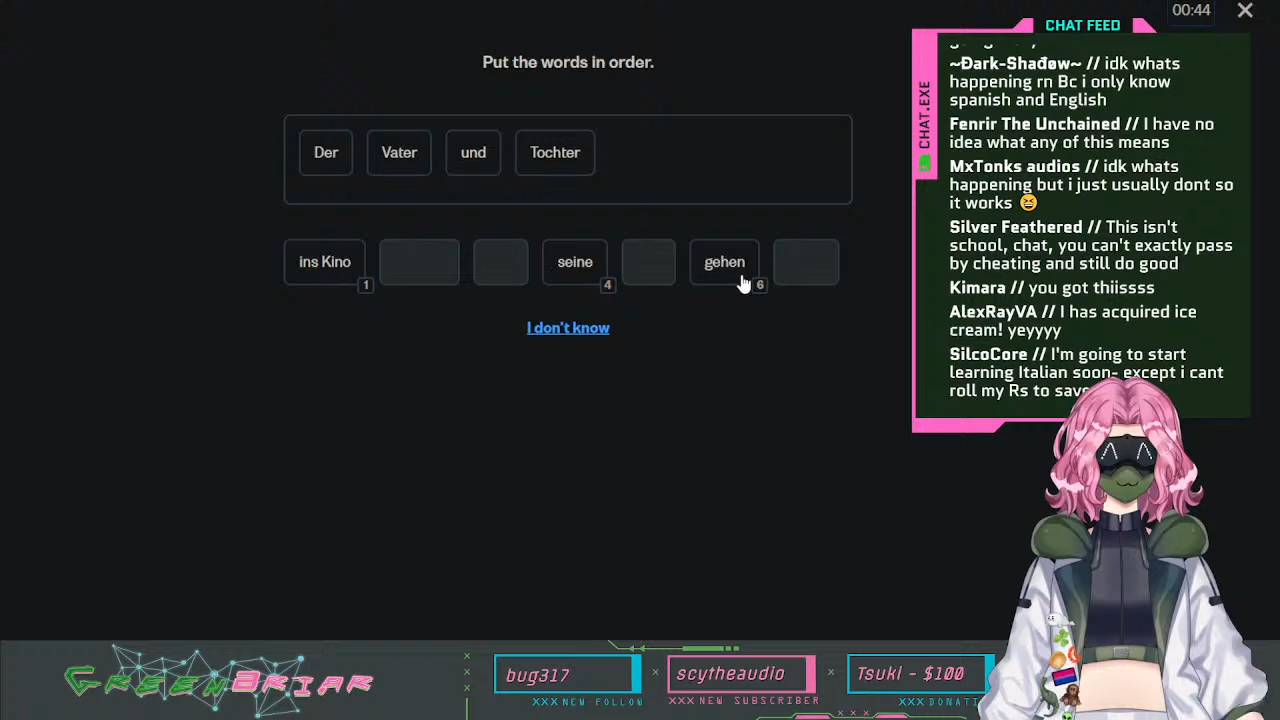 00:44
Put the words in order.
Der Vater und Tochter
ins Kino
1
seine
4
gehen
6
I don't know
CHAT FEED
CHAT.EXE
~Đark-Shađøw~ // idk whats
happening rn Bc i only know
spanish and English
Fenrir The Unchained // I have no
idea what any of this means
MxTonks audios // idk whats
happening but i just usually dont so
it works
Silver Feathered // This isn't
school, chat, you can't exactly pass
by cheating and still do good
Kimara // you got thiissss
AlexRayVA // I has acquired ice
cream! yeyyyy
SilcoCore // I'm going to start
learning Italian soon- except i cant
roll my Rs to save
GreenBriar
bug317
XXX NEW FOLLOW
scytheaudio
XXX NEW SUBSCRIBER
Tsuki - $100
XXX DONATI